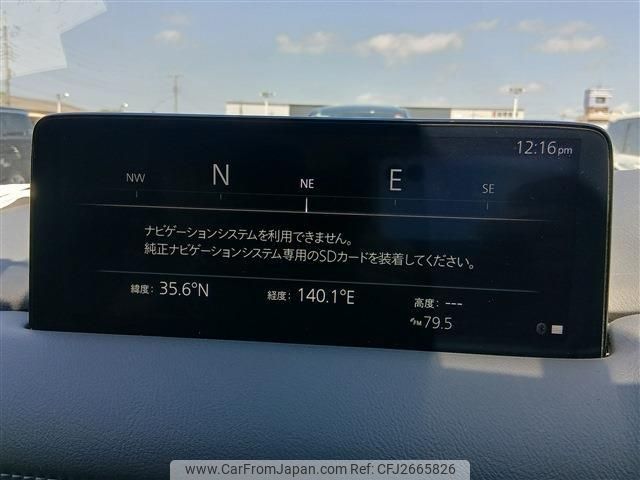 12:16pm
NW N NE E SE
ナビゲーションシステムを利用できません。
純正ナビゲーションシステム専用のSDカードを装着してください。
緯度: 35.6°N 経度: 140.1°E 高度: ---
FM 79.5
www.CarFromJapan.com | ID CFJ2665826